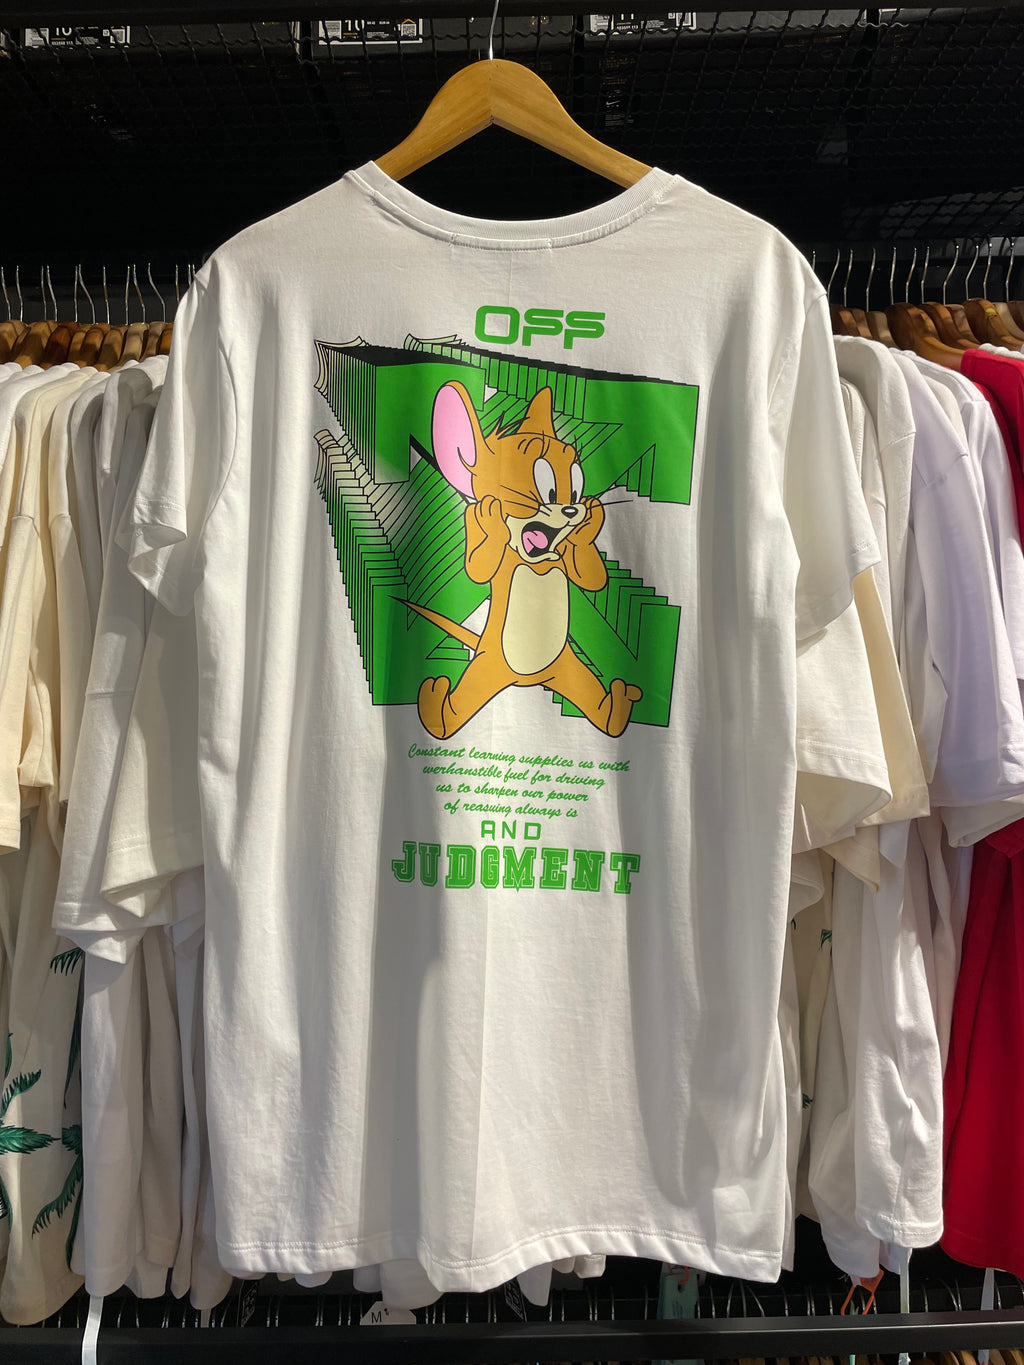 OFF
Constant learning supplies us with
werhanstible fuel for driving
us to sharpen our power
of reasuing always is
AND
JUDGMENT
M